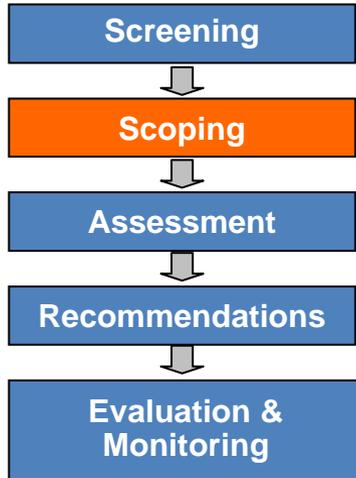 Screening
Scoping
Assessment
Recommendations
Evaluation &
Monitoring